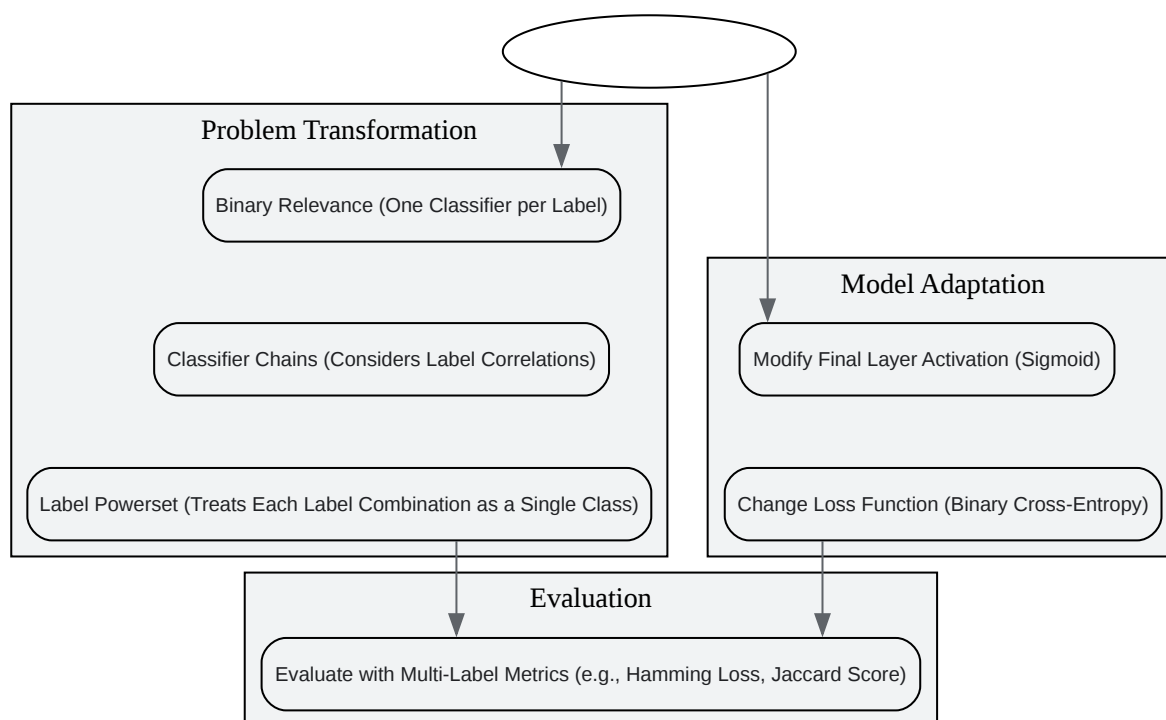 Problem Transformation
Binary Relevance (One Classifier per Label)
Classifier Chains (Considers Label Correlations)
Label Powerset (Treats Each Label Combination as a Single Class)
Model Adaptation
Modify Final Layer Activation (Sigmoid)
Change Loss Function (Binary Cross-Entropy)
Evaluation
Evaluate with Multi-Label Metrics (e.g., Hamming Loss, Jaccard Score)